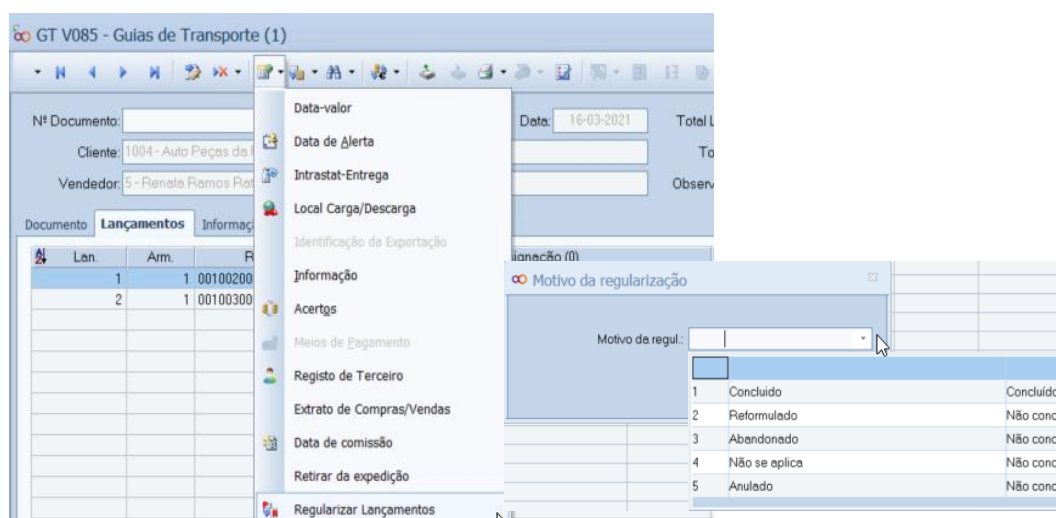 GT V085 - Guias de Transporte (1)
Nº Documento:
Data: 16-03-2021
Total
Cliente: 1004 - Auto Peças da
Vendedor: 5 - Renata Ramos
Observ
Documento Lançamentos Informaç
Lan. Arm.
ignação (0)
1 1 00100200
2 1 00100300
Data-valor
Data de Alerta
Intrastat-Entrega
Local Carga/Descarga
Identificação da Exportação
Informação
Acertos
Meios de Pagamento
Registo de Terceiro
Extrato de Compras/Vendas
Data de comissão
Retirar da expedição
Regularizar Lançamentos
Motivo da regularização
Motivo da regul.:
1 Concluido Concluído
2 Reformulado Não conc
3 Abandonado Não conc
4 Não se aplica Não conc
5 Anulado Não conc